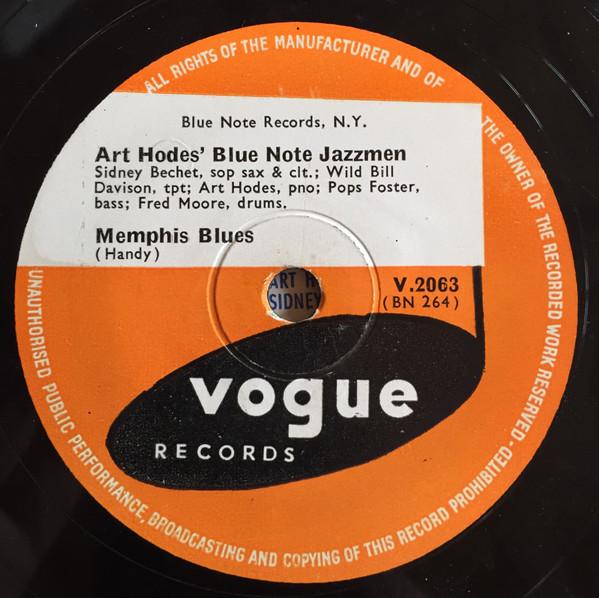 ALL RIGHTS OF THE MANUFACTURER AND OF
THE OWNER OF THE RECORDED WORK RESERVED -
UNAUTHORISED PUBLIC PERFORMANCE, BROADCASTING AND COPYING OF THIS RECORD PROHIBITED -
Blue Note Records, N.Y.
Art Hodes' Blue Note Jazzmen
Sidney Bechet, sop sax & clt.; Wild Bill
Davison, tpt; Art Hodes, pno; Pops Foster,
bass; Fred Moore, drums.
Memphis Blues
(Handy)
ART H
SIDNEY
V.2063
(BN 264)
vogue
RECORDS